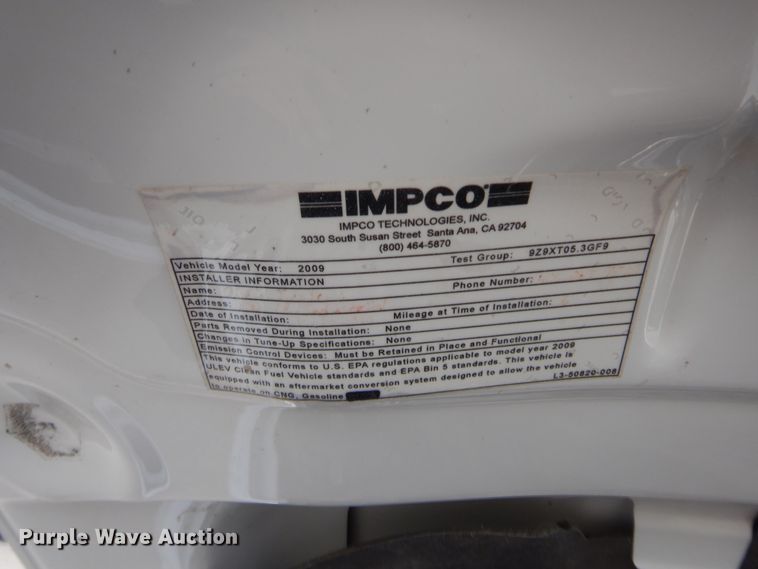 IMPCO
IMPCO TECHNOLOGIES, INC.
3030 South Susan Street Santa Ana, CA 92704
(800) 464-5870
Vehicle Model Year: 2009 Test Group: 9Z9XT05.3GF9
INSTALLER INFORMATION
Name: Phone Number:
Address:
Date of Installation: Mileage at Time of Installation:
Parts Removed During Installation: None
Changes in Tune-Up Specifications: None
Emission Control Devices: Must be Retained in Place and Functional
This vehicle conforms to U.S. EPA regulations applicable to model year 2009
ULEV Clean Fuel Vehicle standards and EPA Bin 5 standards. This vehicle is
equipped with an aftermarket conversion system designed to allow the vehicle
to operate on CNG, Gasoline L3-50820-008
Purple Wave Auction